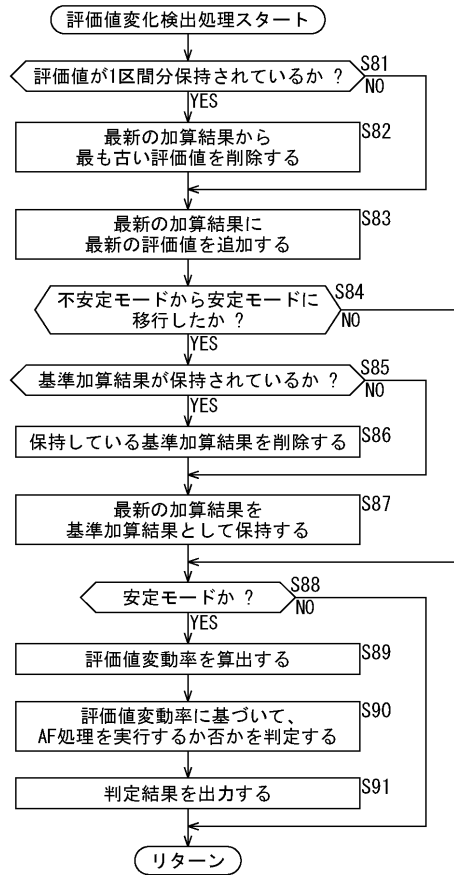 評価値変化検出処理スタート
S81
評価値が1区間分保持されているか ?
NO
YES
S82
最新の加算結果から
最も古い評価値を削除する
S83
最新の加算結果に
最新の評価値を追加する
S84
不安定モードから安定モードに
移行したか ?
NO
YES
S85
基準加算結果が保持されているか ?
NO
YES
S86
保持している基準加算結果を削除する
S87
最新の加算結果を
基準加算結果として保持する
S88
安定モードか ?
NO
YES
S89
評価値変動率を算出する
S90
評価値変動率に基づいて、
AF処理を実行するか否かを判定する
S91
判定結果を出力する
リターン